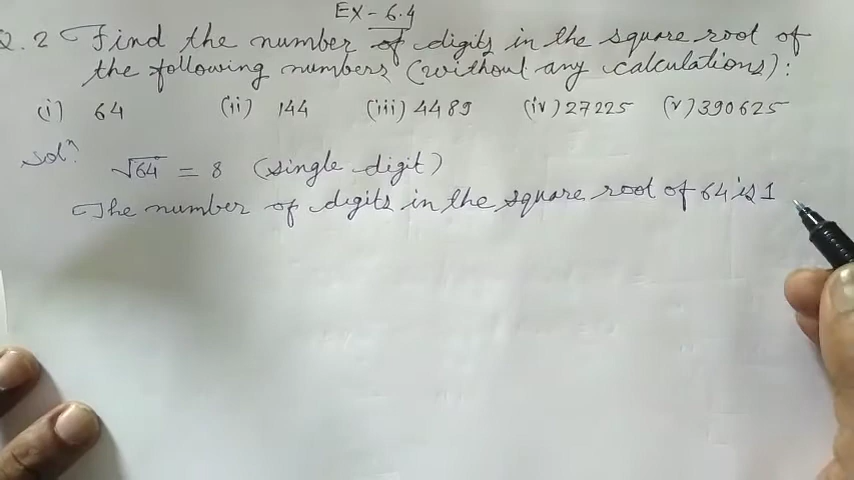 EX-6.4
Q.2 Find the number of digits in the square root of
the following numbers (without any calculations):
(i) 64 (ii) 144 (iii) 4489 (iv) 27225 (v) 390625
Solⁿ
√64 = 8 (single digit)
The number of digits in the square root of 64 is 1